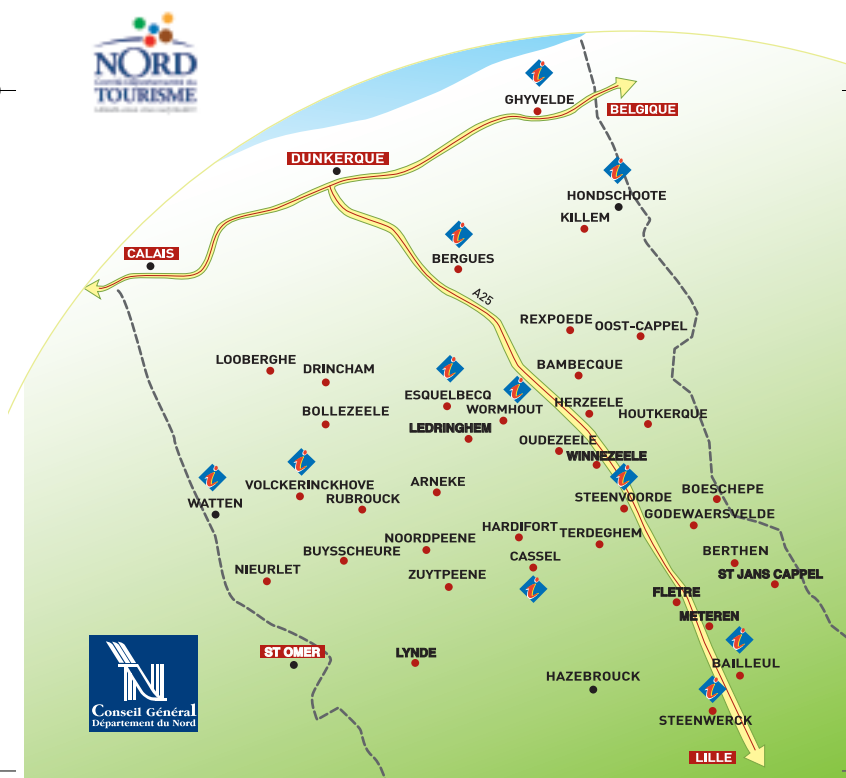 NORD
TOURISME
GHYVELDE
BELGIQUE
DUNKERQUE
HONDSCHOOTE
KILLEM
CALAIS
BERGUES
A25
REXPOEDE
OOST-CAPPEL
LOOBERGHE
DRINCHAM
BAMBECQUE
ESQUELBECQ
WORMHOUT
HERZEELE
BOLLEZEELE
HOUTKERQUE
LEDRINGHEM
OUDEZEELE
WINNEZEELE
VOLCKERINCKHOVE
ARNEKE
BOESCHEPE
WATTEN
RUBROUCK
STEENVOORDE
GODEWAERSVELDE
HARDIFORT
TERDEGHEM
NOORDPEENE
BUYSSCHEURE
CASSEL
BERTHEN
NIEURLET
ZUYTPEENE
ST JANS CAPPEL
FLETRE
METEREN
ST OMER
LYNDE
BAILLEUL
HAZEBROUCK
Conseil Général
Département du Nord
STEENWERCK
LILLE